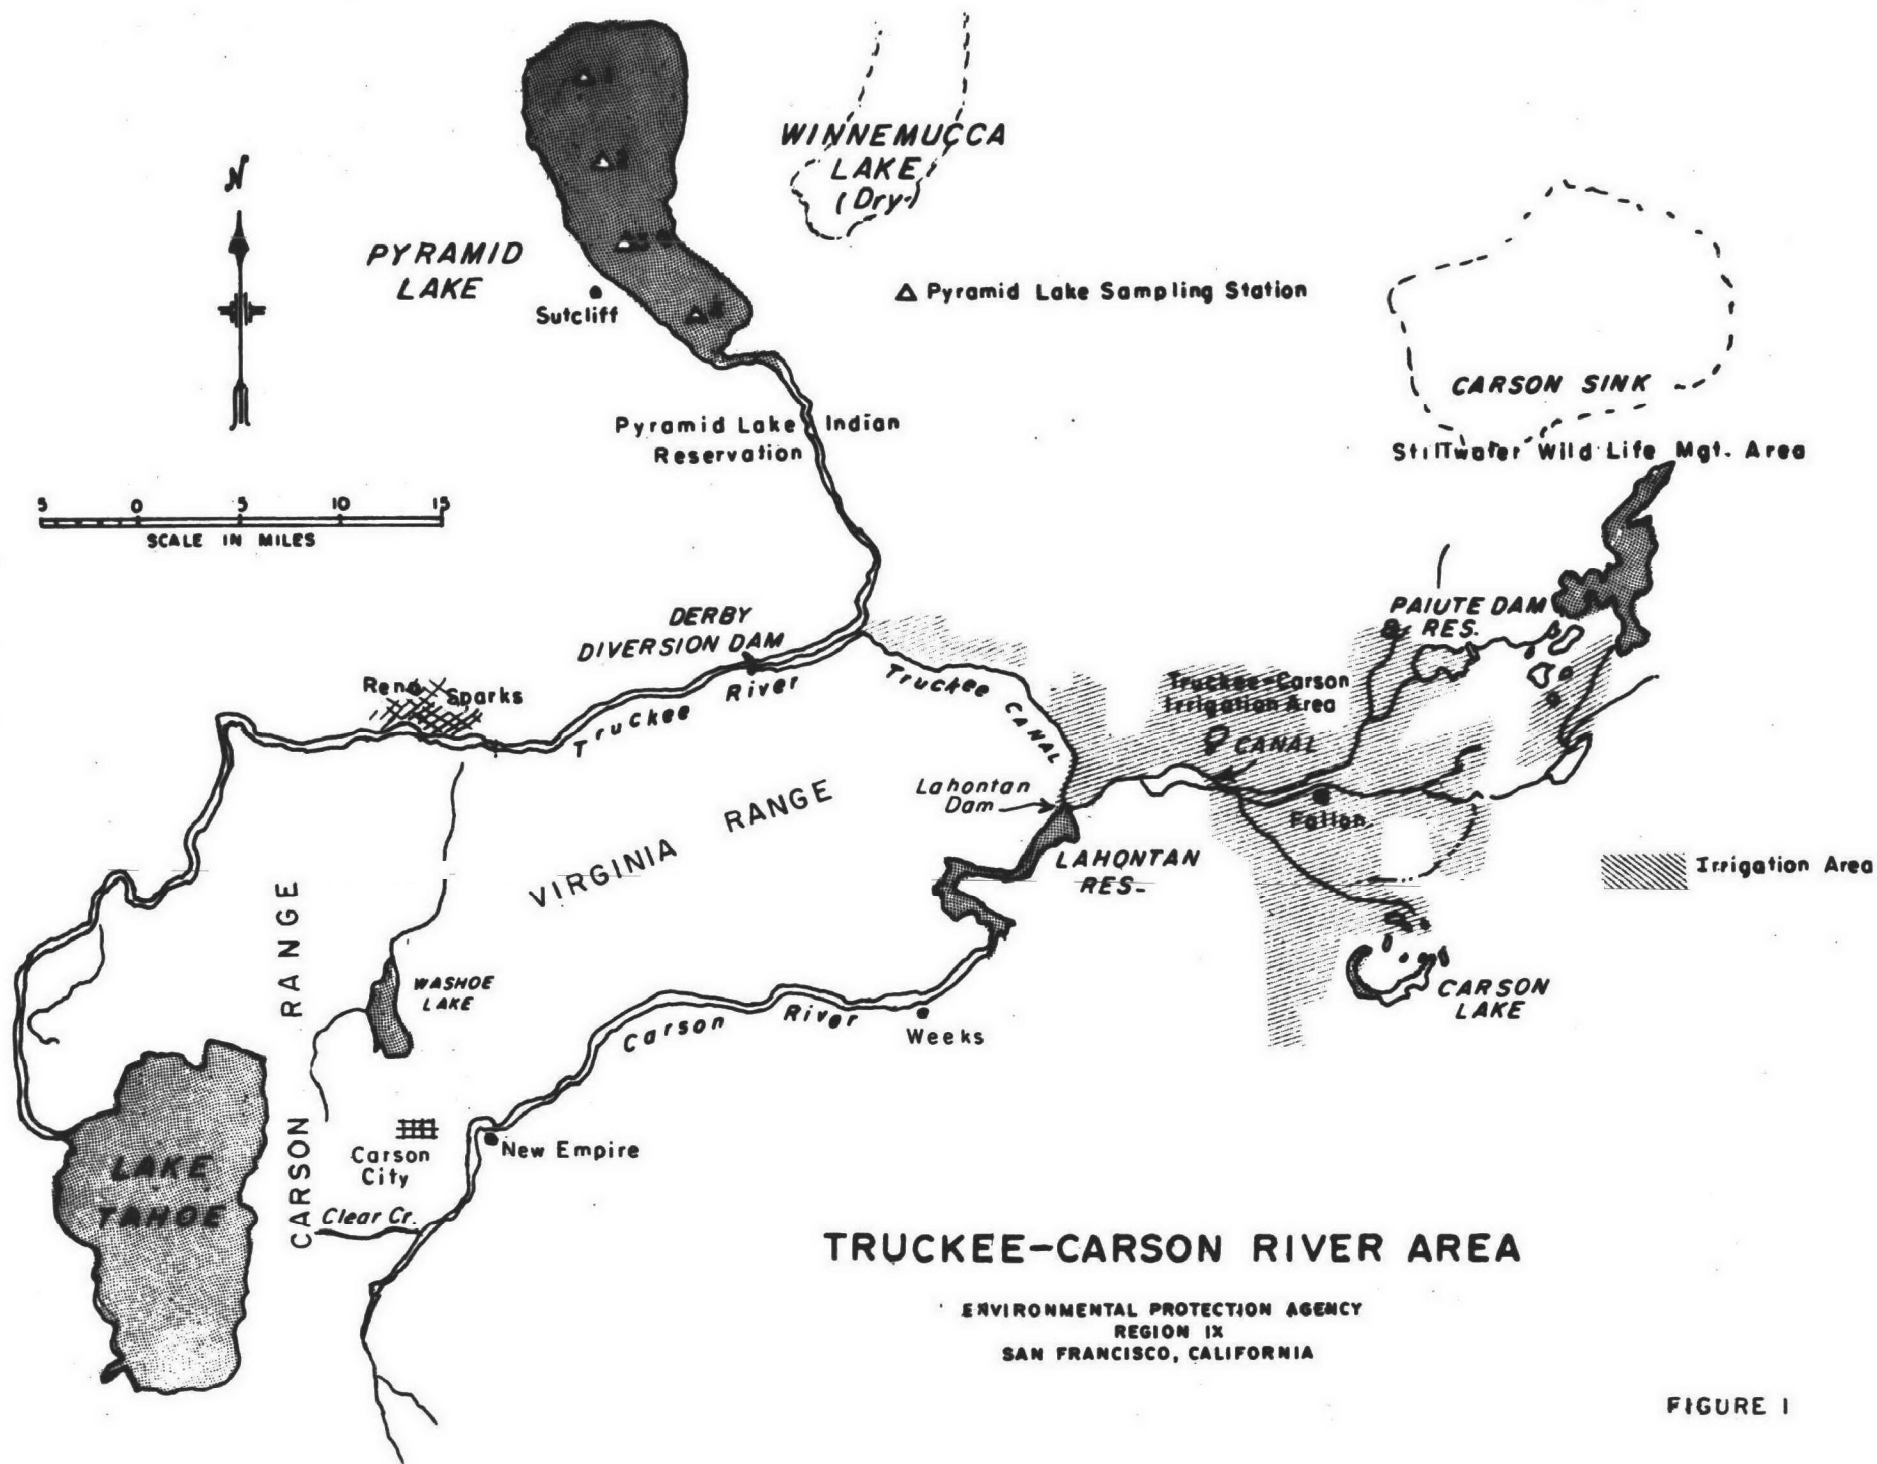 1
2
N
WINNEMUCCA
LAKE
(Dry)
PYRAMID
LAKE
Sutcliff
△ Pyramid Lake Sampling Station
CARSON SINK
Pyramid Lake Indian
Reservation
Stillwater Wild Life Mgt. Area
5 0 5 10 15
SCALE IN MILES
DERBY
DIVERSION DAM
PAIUTE DAM
RES.
Reno
Sparks
Truckee River
Truckee CANAL
Truckee-Carson
Irrigation Area
CANAL
Lahontan
Dam
Fallon
VIRGINIA RANGE
LAHONTAN
RES.
Irrigation Area
CARSON RANGE
WASHOE
LAKE
CARSON
LAKE
Carson River
Weeks
Carson
City
New Empire
LAKE
TAHOE
Clear Cr.
TRUCKEE-CARSON RIVER AREA
ENVIRONMENTAL PROTECTION AGENCY
REGION IX
SAN FRANCISCO, CALIFORNIA
FIGURE 1